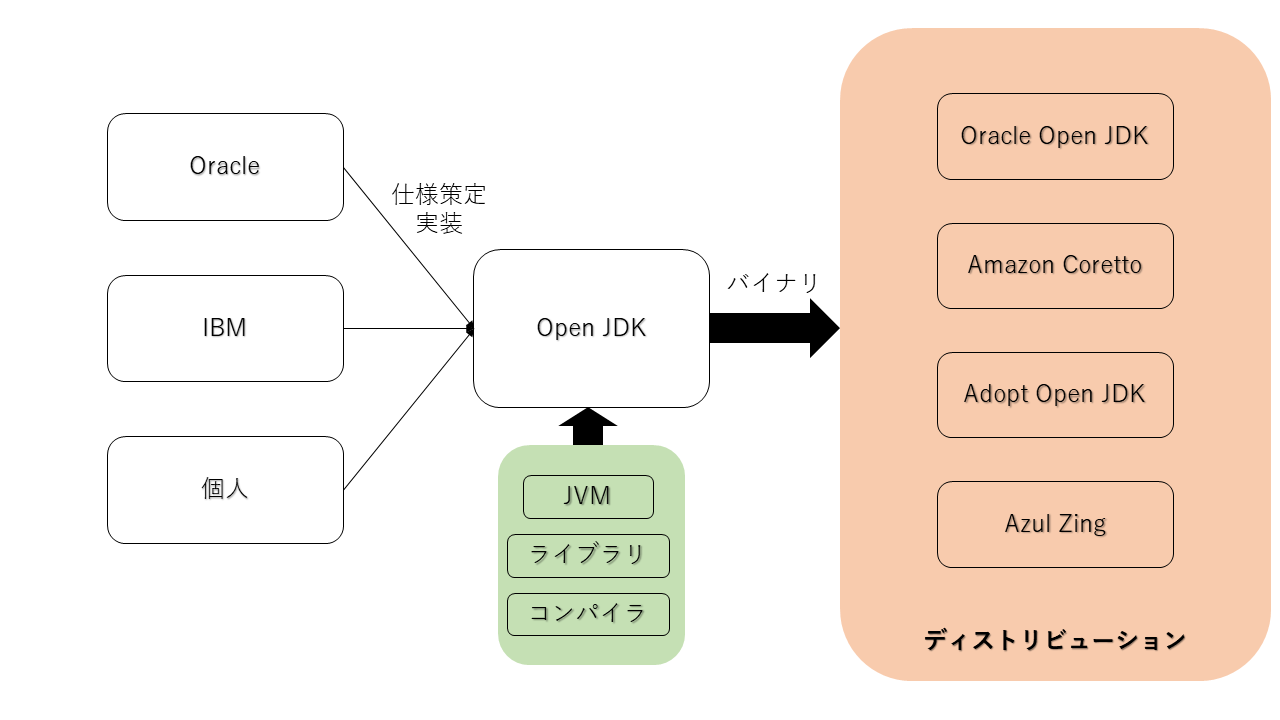 Oracle
IBM
個人
仕様策定
実装
Open JDK
JVM
ライブラリ
コンパイラ
バイナリ
Oracle Open JDK
Amazon Coretto
Adopt Open JDK
Azul Zing
ディストリビューション